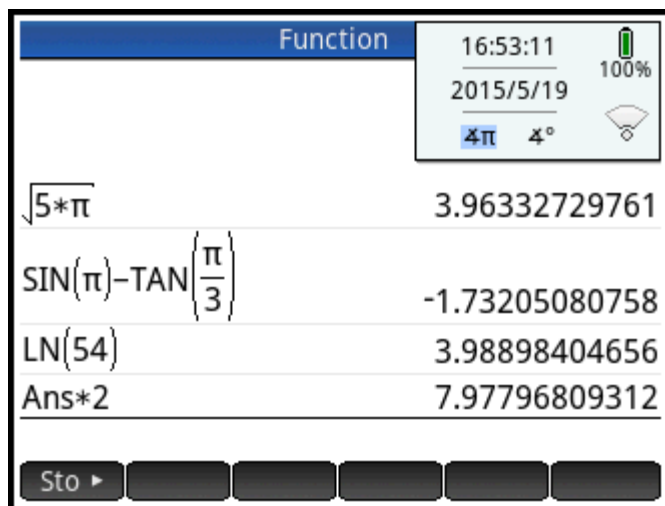 Function
16:53:11
100%
2015/5/19
∡π ∡°
√5*π 3.96332729761
SIN(π)-TAN(π/3) -1.73205080758
LN(54) 3.98898404656
Ans*2 7.97796809312
Sto ▸